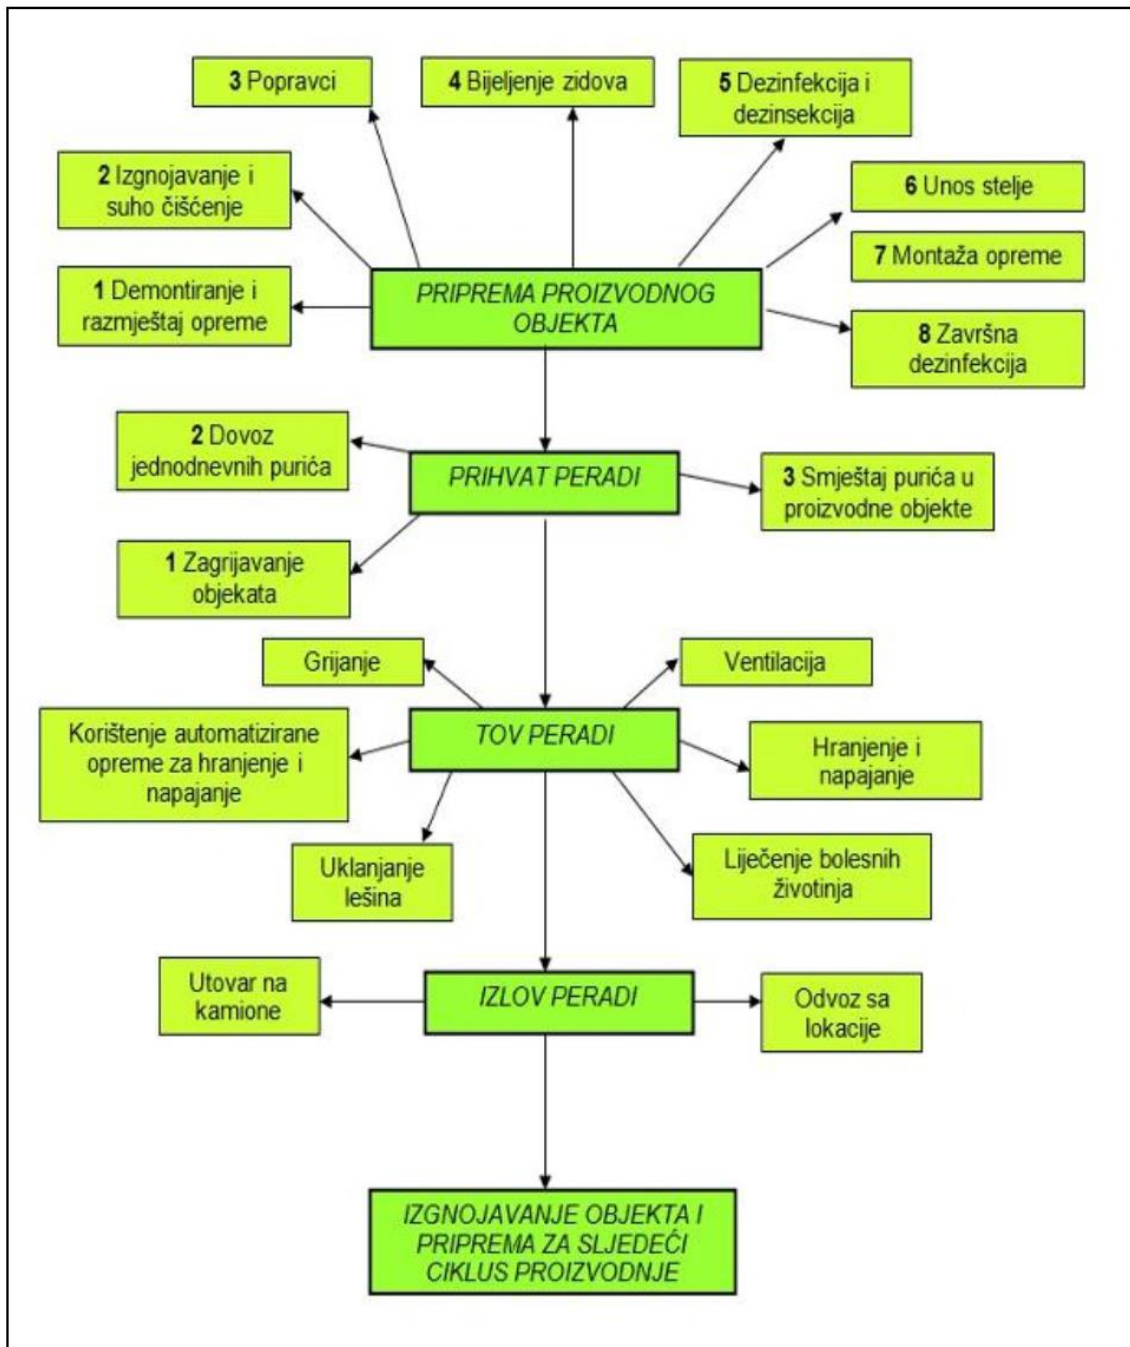 3 Popravci
4 Bijeljenje zidova
5 Dezinfekcija i
dezinsekcija
2 Izgnojavanje i
suho čišćenje
6 Unos stelje
7 Montaža opreme
1 Demontiranje i
razmještaj opreme
PRIPREMA PROIZVODNOG
OBJEKTA
8 Završna
dezinfekcija
2 Dovoz
jednodnevnih purića
PRIHVAT PERADI
3 Smještaj purića u
proizvodne objekte
1 Zagrijavanje
objekata
Grijanje
Ventilacija
Korištenje automatizirane
opreme za hranjenje i
napajanje
TOV PERADI
Hranjenje i
napajanje
Uklanjanje
lešina
Liječenje bolesnih
životinja
Utovar na
kamione
IZLOV PERADI
Odvoz sa
lokacije
IZGNOJAVANJE OBJEKTA I
PRIPREMA ZA SLJEDEĆI
CIKLUS PROIZVODNJE